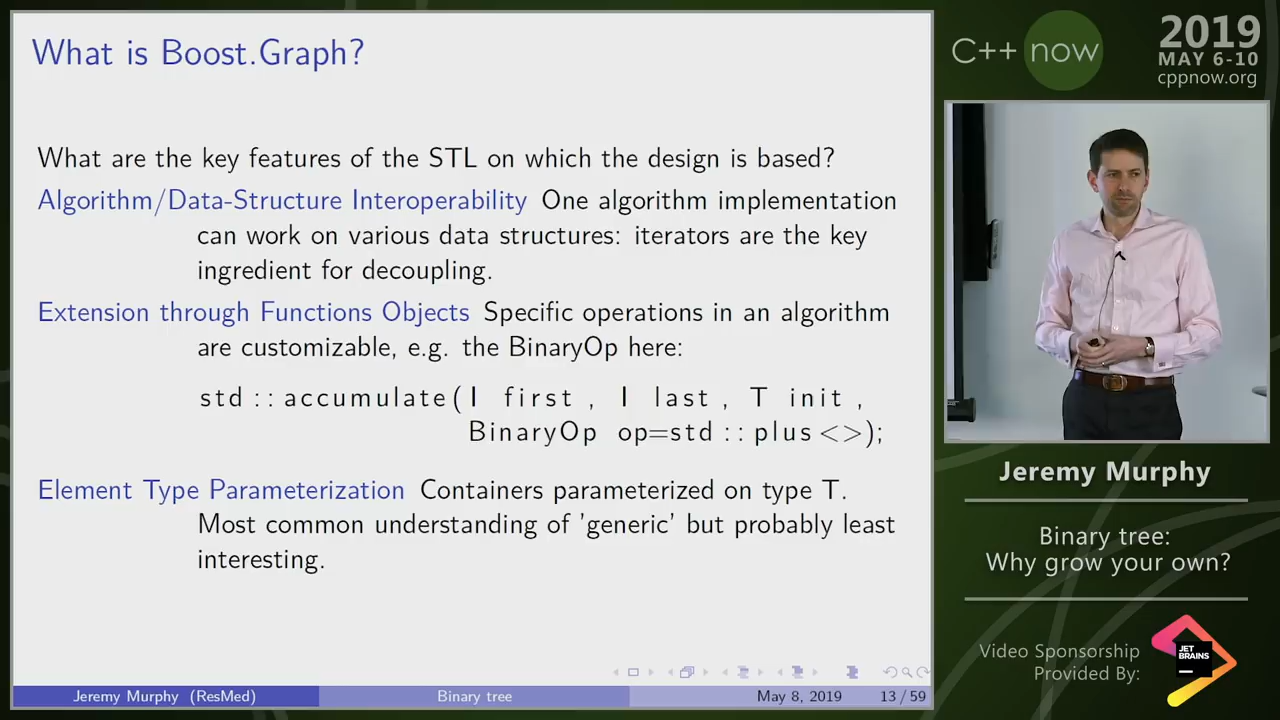 What is Boost.Graph?
What are the key features of the STL on which the design is based?
Algorithm/Data-Structure Interoperability One algorithm implementation
can work on various data structures: iterators are the key
ingredient for decoupling.
Extension through Functions Objects Specific operations in an algorithm
are customizable, e.g. the BinaryOp here:
std::accumulate(I first, I last, T init,
BinaryOp op=std::plus<>);
Element Type Parameterization Containers parameterized on type T.
Most common understanding of 'generic' but probably least
interesting.
Jeremy Murphy (ResMed)
Binary tree
May 8, 2019
13 / 59
C++ now
2019
MAY 6-10
cppnow.org
Jeremy Murphy
Binary tree:
Why grow your own?
Video Sponsorship
Provided By:
JET
BRAINS